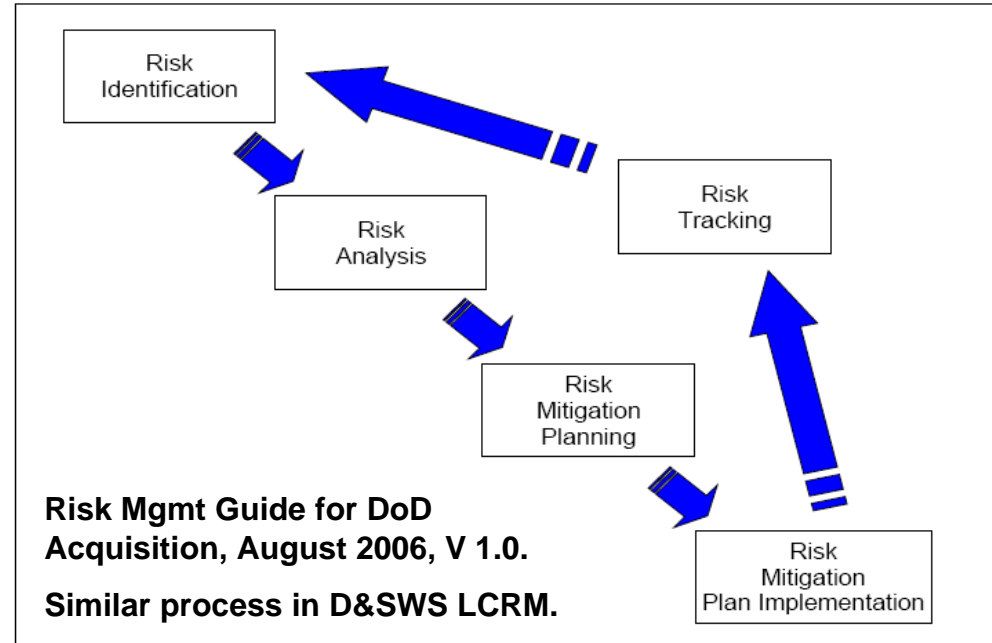 Risk
Identification
Risk
Analysis
Risk
Tracking
Risk
Mitigation
Planning
Risk
Mitigation
Plan Implementation
Risk Mgmt Guide for DoD
Acquisition, August 2006, V 1.0.
Similar process in D&SWS LCRM.